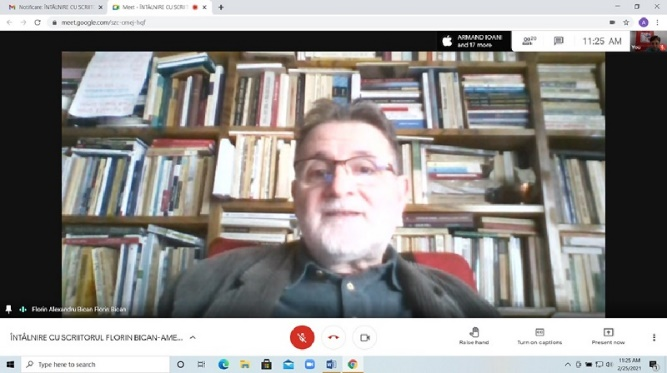 Notificare: ÎNTÂLNIRE CU SCRIIT
Meet - ÎNTÂLNIRE CU SCRI
meet.google.com
ARMAND IOANI
and 17 more
11:25 AM
You
Florin Alexandru Bican Florin Bican
ÎNTÂLNIRE CU SCRIITORUL FLORIN BICAN-AME...
Raise hand
Turn on captions
Present now
Type here to search
11:25 AM
2/25/2021